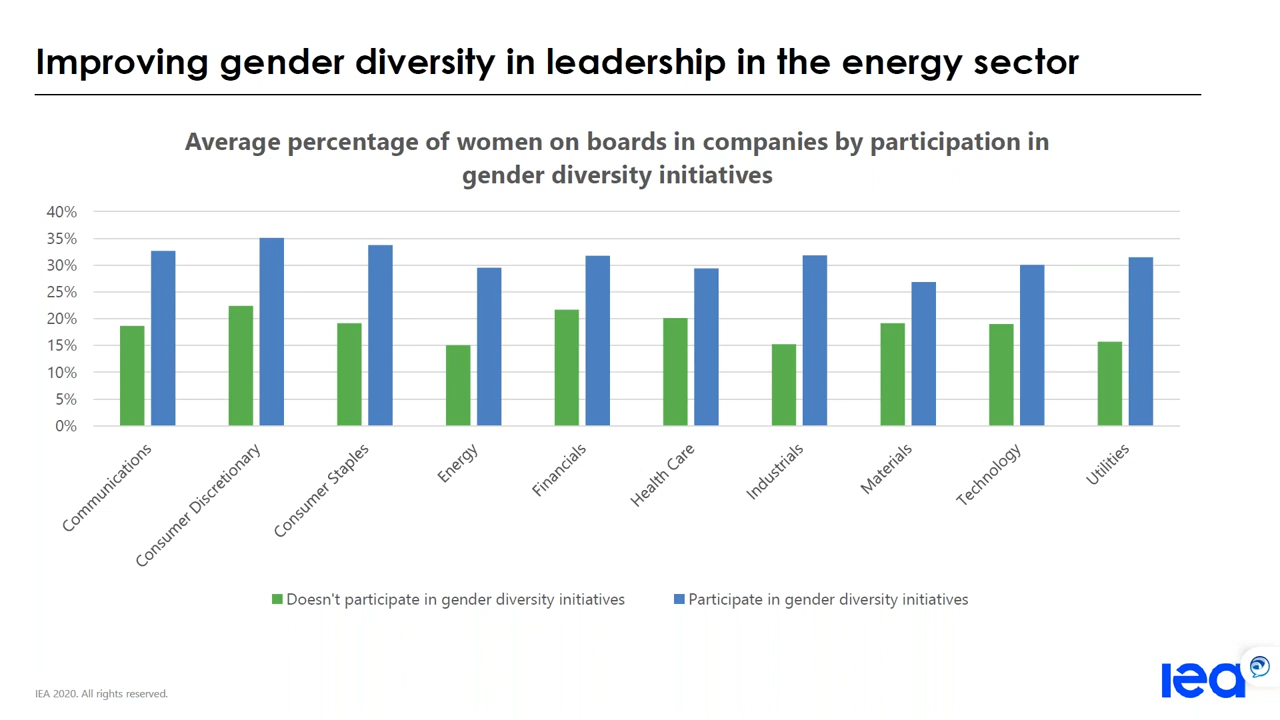 Improving gender diversity in leadership in the energy sector
Average percentage of women on boards in companies by participation in
gender diversity initiatives
40%
35%
30%
25%
20%
15%
10%
5%
0%
Communications
Consumer Discretionary
Consumer Staples
Energy
Financials
Health Care
Industrials
Materials
Technology
Utilities
Doesn't participate in gender diversity initiatives
Participate in gender diversity initiatives
IEA 2020. All rights reserved.
iea